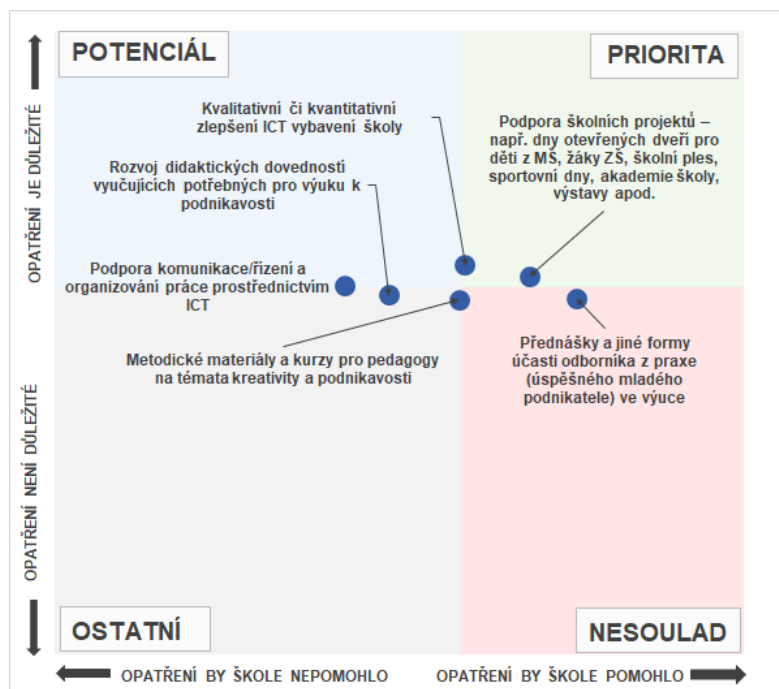 POTENCIÁL
PRIORITA
OPATŘENÍ JE DŮLEŽITÉ
Kvalitativní či kvantitativní
zlepšení ICT vybavení školy
Podpora školních projektů –
např. dny otevřených dveří pro
děti z MŠ, žáky ZŠ, školní ples,
sportovní dny, akademie školy,
výstavy apod.
Rozvoj didaktických dovedností
vyučujících potřebných pro výuku k
podnikavosti
Podpora komunikace/řízení a
organizování práce prostřednictvím
ICT
Metodické materiály a kurzy pro pedagogy
na témata kreativity a podnikavosti
Přednášky a jiné formy
účasti odborníka z praxe
(úspěšného mladého
podnikatele) ve výuce
OPATŘENÍ NENÍ DŮLEŽITÉ
OSTATNÍ
NESOULAD
OPATŘENÍ BY ŠKOLE NEPOMOHLO
OPATŘENÍ BY ŠKOLE POMOHLO